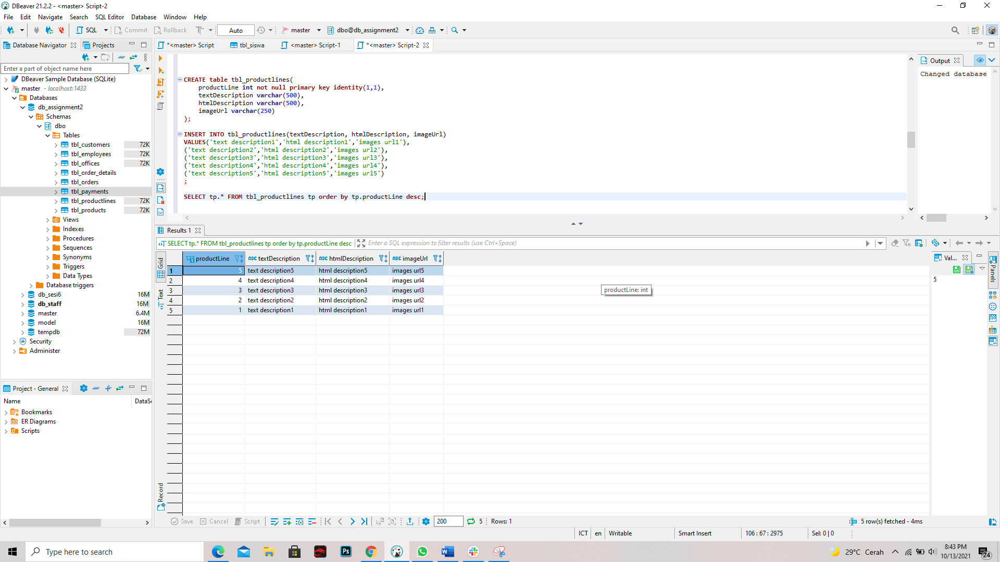 DBeaver 21.2.2 - <master> Script-2
File Edit Navigate Search SQL Editor Database Window Help
SQL Commit Rollback Auto master dbo@db_assignment2
Database Navigator Projects
Enter a part of object name here
DBeaver Sample Database (SQLite)
master - localhost:1433
Databases
db_assignment2
Schemas
dbo
Tables
tbl_customers 72K
tbl_employees 72K
tbl_offices 72K
tbl_order_details
tbl_orders
tbl_payments
tbl_productlines 72K
tbl_products 72K
Views
Indexes
Procedures
Sequences
Synonyms
Triggers
Data Types
Database triggers
db_sesi6 16M
db_staff 16M
master 6.4M
model 16M
tempdb 72M
Security
Administer
Project - General
Name DataS
Bookmarks
ER Diagrams
Scripts
*<master> Script tbl_siswa <master> Script-1 *<master> Script-2
CREATE table tbl_productlines(
productLine int not null primary key identity(1,1),
textDescription varchar(500),
htmlDescription varchar(500),
imageUrl varchar(250)
);
INSERT INTO tbl_productlines(textDescription, htmlDescription, imageUrl)
VALUES('text description1','html description1','images url1'),
('text description2','html description2','images url2'),
('text description3','html description3','images url3'),
('text description4','html description4','images url4'),
('text description5','html description5','images url5')
;
SELECT tp.* FROM tbl_productlines tp order by tp.productLine desc;
Output
Changed database
Results 1
SELECT tp.* FROM tbl_productlines tp order by tp.productLine desc Enter a SQL expression to filter results (use Ctrl+Space)
Grid
Text
Record
123 productLine ABC textDescription ABC htmlDescription ABC imageUrl
1 5 text description5 html description5 images url5
2 4 text description4 html description4 images url4
3 3 text description3 html description3 images url3
4 2 text description2 html description2 images url2
5 1 text description1 html description1 images url1
productLine: int
Val...
5
Panels
Save Cancel Script 200 5 Rows: 1 5 row(s) fetched - 4ms
ICT en Writable Smart Insert 106 : 67 : 2975 Sel: 0 | 0
Type here to search
Ps
29°C Cerah
8:43 PM
10/13/2021
24